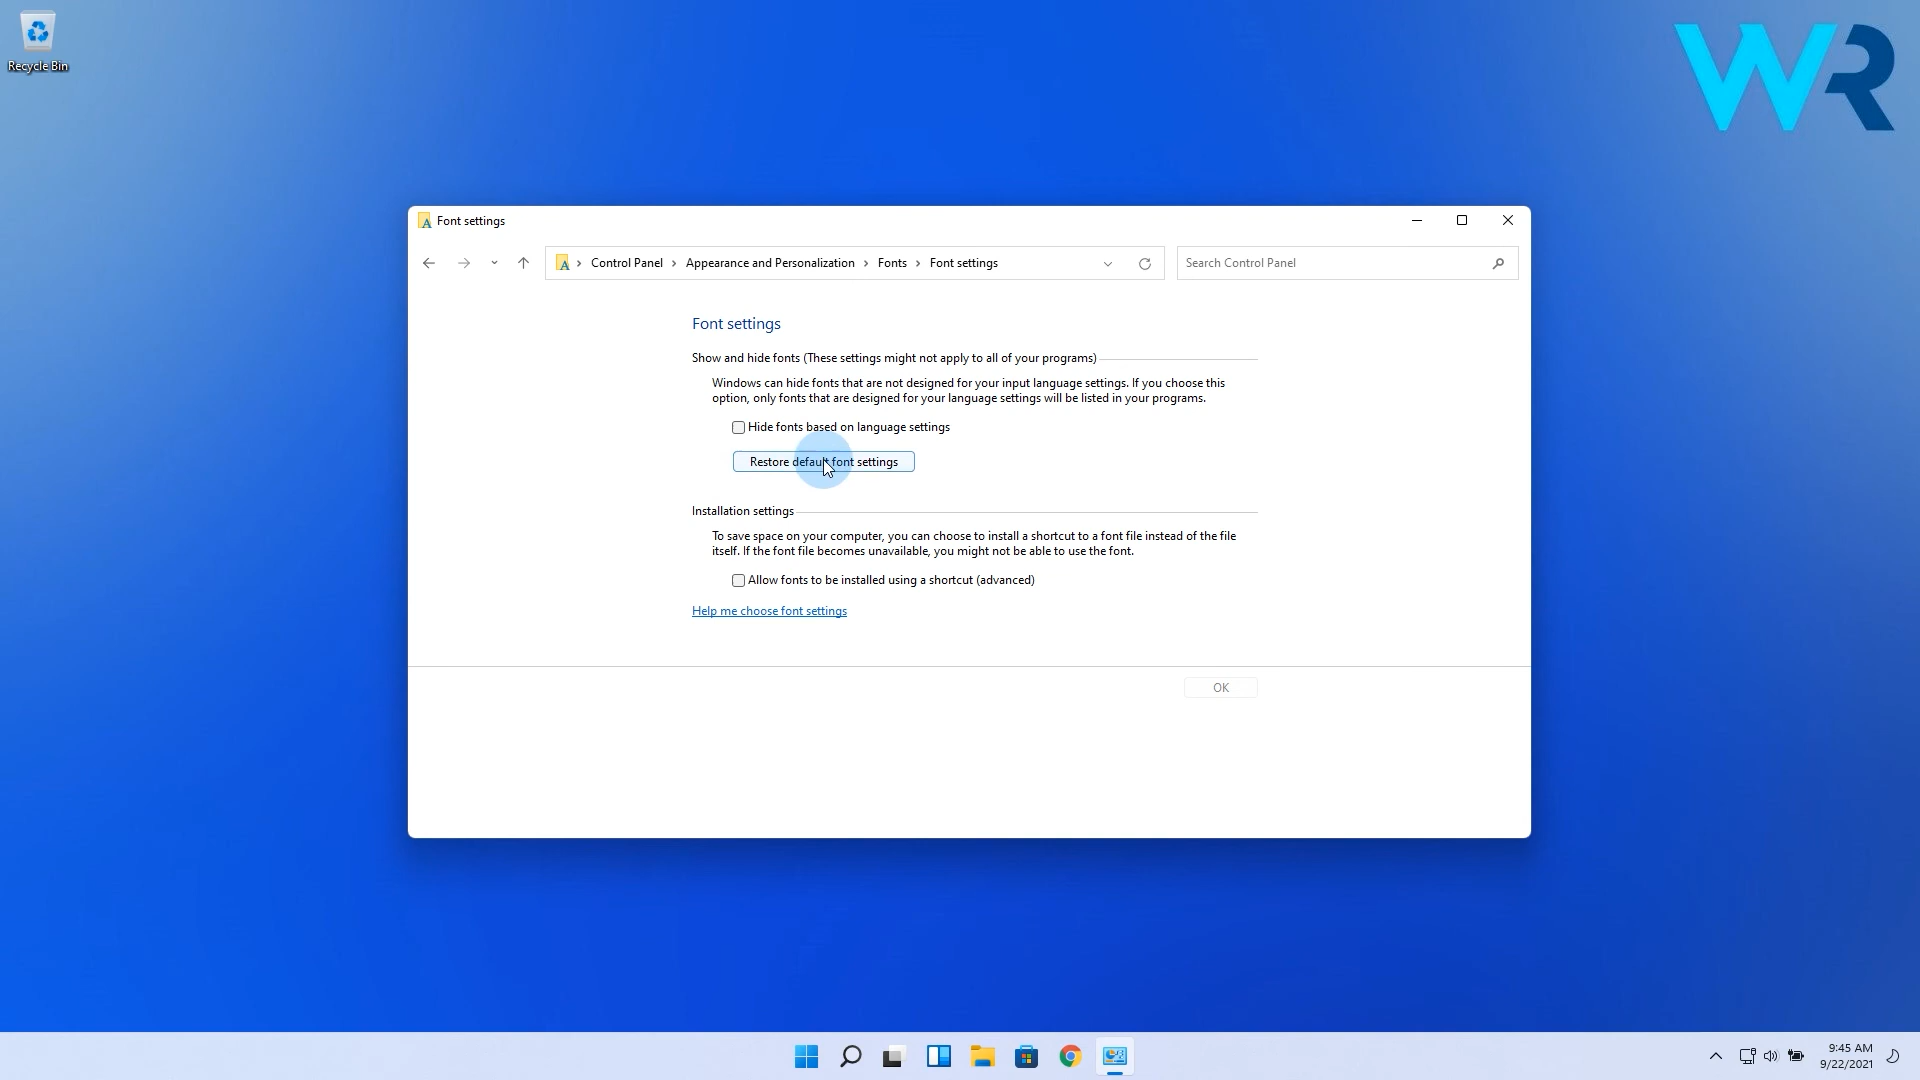 Recycle Bin
WR
Font settings
Control Panel
Appearance and Personalization
Fonts
Font settings
Search Control Panel
Font settings
Show and hide fonts (These settings might not apply to all of your programs)
Windows can hide fonts that are not designed for your input language settings. If you choose this
option, only fonts that are designed for your language settings will be listed in your programs.
Hide fonts based on language settings
Restore default font settings
Installation settings
To save space on your computer, you can choose to install a shortcut to a font file instead of the file
itself. If the font file becomes unavailable, you might not be able to use the font.
Allow fonts to be installed using a shortcut (advanced)
Help me choose font settings
OK
9:45 AM
9/22/2021